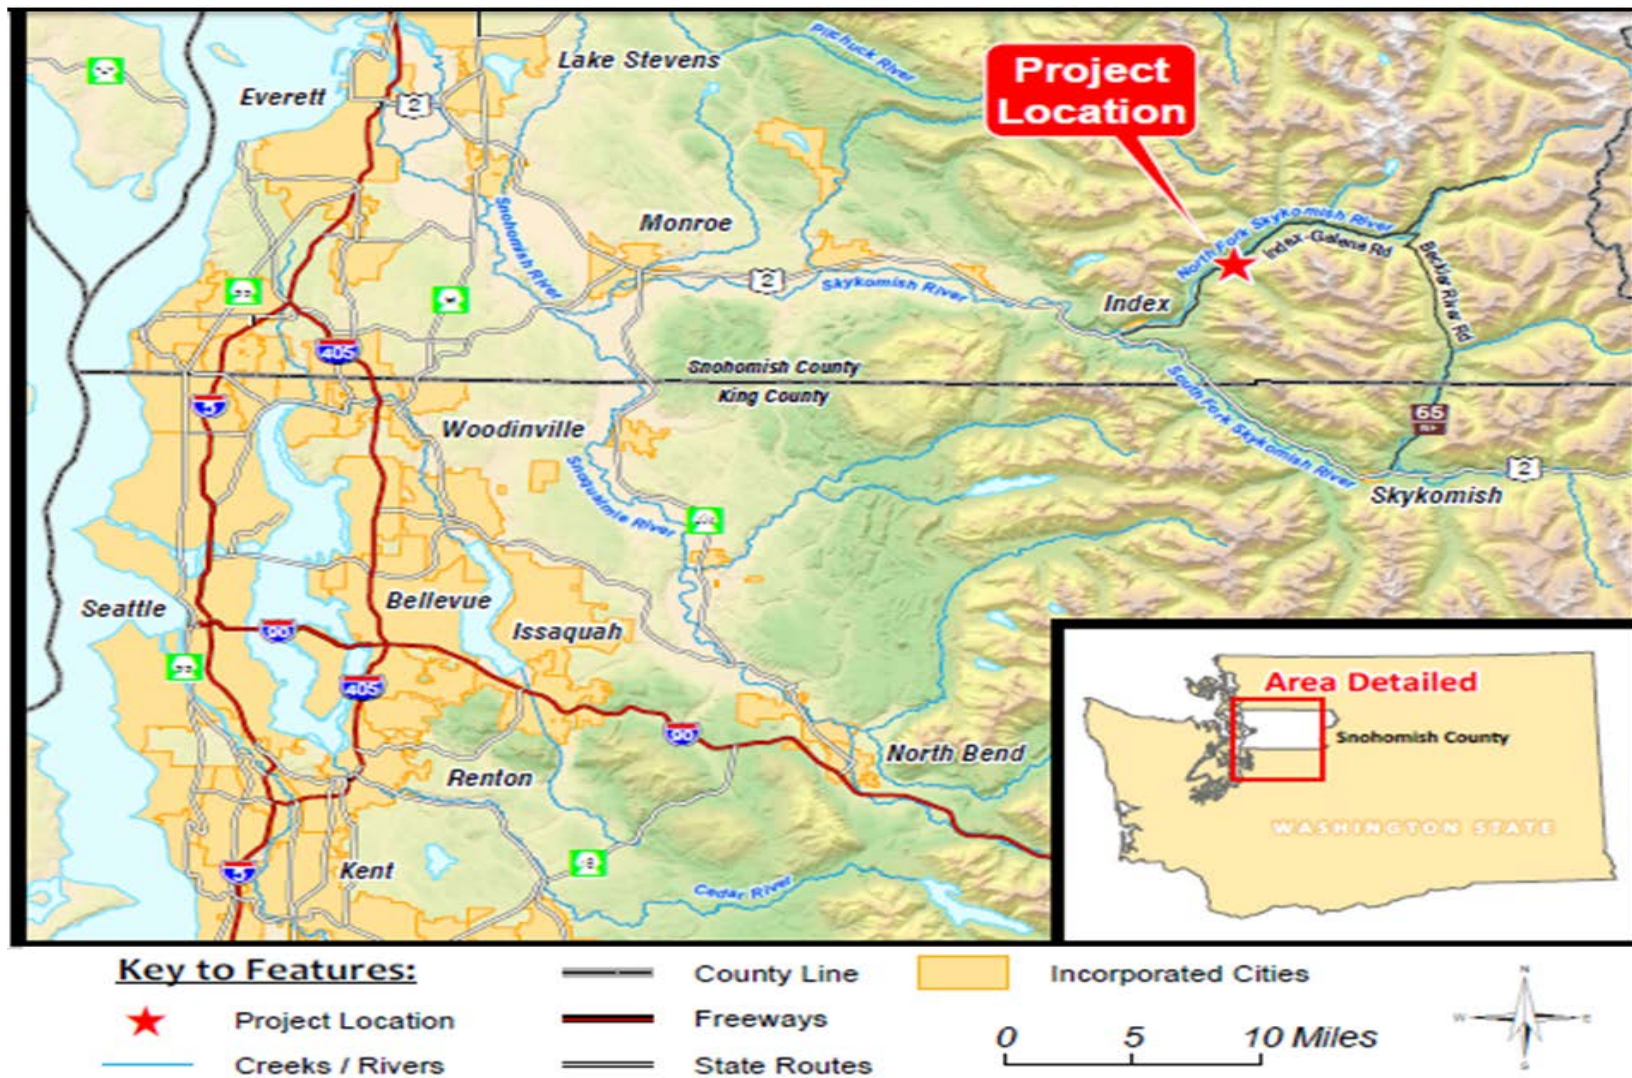 Lake Stevens
Pilchuck River
Everett
2
Project
Location
Snohomish River
Monroe
2
Skykomish River
Index
North Fork Skykomish River
Index-Galena Rd
Beckler River Rd
405
Snohomish County
King County
5
Woodinville
South Fork Skykomish River
65
2
Skykomish
Snoqualmie River
Seattle
90
Bellevue
Issaquah
405
90
North Bend
Renton
5
Kent
Cedar River
Area Detailed
Snohomish County
WASHINGTON STATE
Key to Features:
Project Location
Creeks / Rivers
County Line
Freeways
State Routes
Incorporated Cities
0 5 10 Miles
N
W E
S